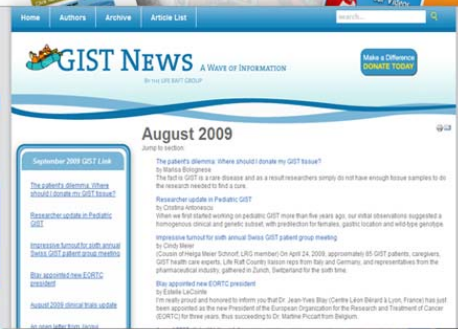 Home Authors Archive Article List search...
GIST NEWS A WAVE OF INFORMATION
BY THE LIFE RAFT GROUP
Make a Difference
DONATE TODAY
August 2009
Jump to section:
September 2009 GIST Link
The patient's dilemma: Where
should I donate my GIST tissue?
Researcher update in Pediatric
GIST
Impressive turnout for sixth annual
Swiss GIST patient group meeting
Blay appointed new EORTC
president
August 2009 clinical trials update
An open letter from
The patient's dilemma: Where should I donate my GIST tissue?
by Marisa Bolognese
The fact is GIST is a rare disease and as a result researchers simply do not have enough tissue samples to do
the research needed to find a cure.
Researcher update in Pediatric GIST
by Cristina Antonescu
When we first started working on pediatric GIST more than five years ago, our initial observations suggested a
homogenous clinical and genetic subset, with predilection for females, gastric location and wild-type genotype.
Impressive turnout for sixth annual Swiss GIST patient group meeting
by Cindy Meier
(Cousin of Helga Meier Schnorf, LRG member) On April 24, 2009, approximately 85 GIST patients, caregivers,
GIST health care experts, Life Raft County liaison reps from Italy and Germany, and representatives from the
pharmaceutical industry, gathered in Zurich, Switzerland for the sixth time.
Blay appointed new EORTC president
by Estelle LaCointe
I'm really proud and honored to inform you that Dr. Jean-Yves Blay (Centre Léon Bérard à Lyon, France) has just
been appointed as the new President of the European Organization for the Research and Treatment of Cancer
(EORTC) for three years, thus succeeding to Dr. Martine Piccart from Belgium.